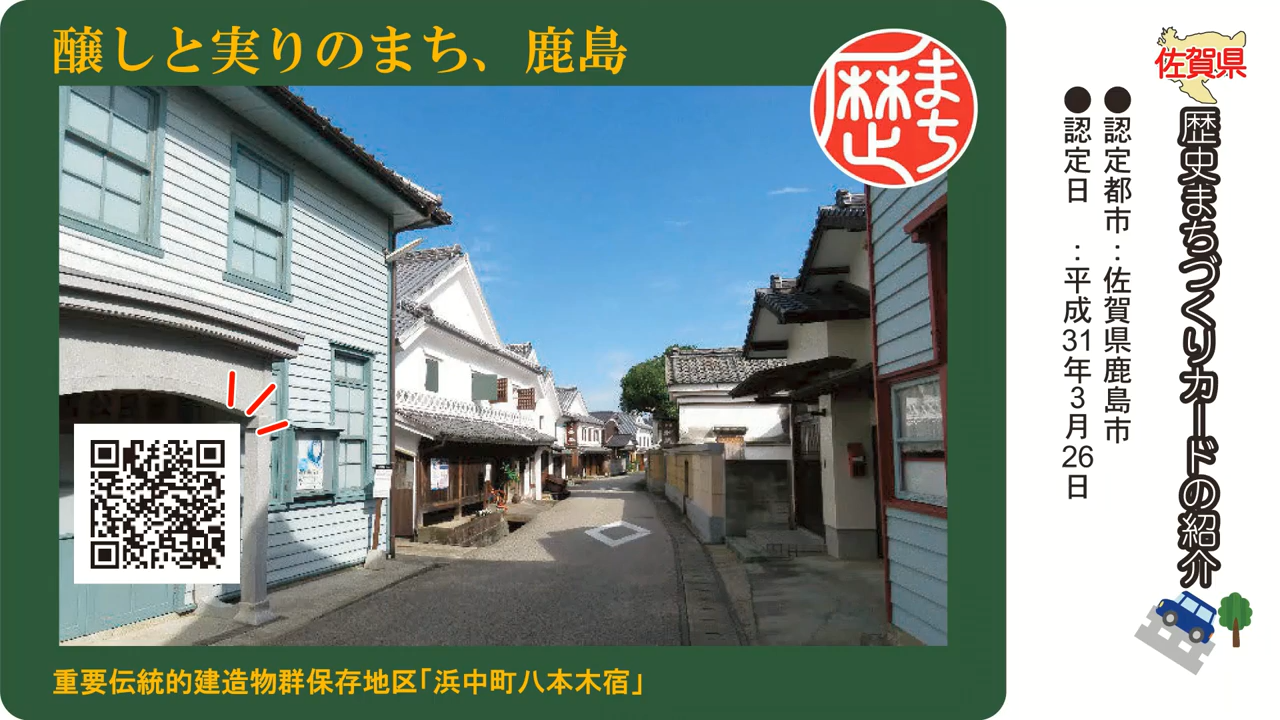 醸しと実りのまち、鹿島
歴まち
重要伝統的建造物群保存地区「浜中町八本木宿」
佐賀県
歴史まちづくりカードの紹介
●認定都市：佐賀県鹿島市
●認定日　：平成31年3月26日